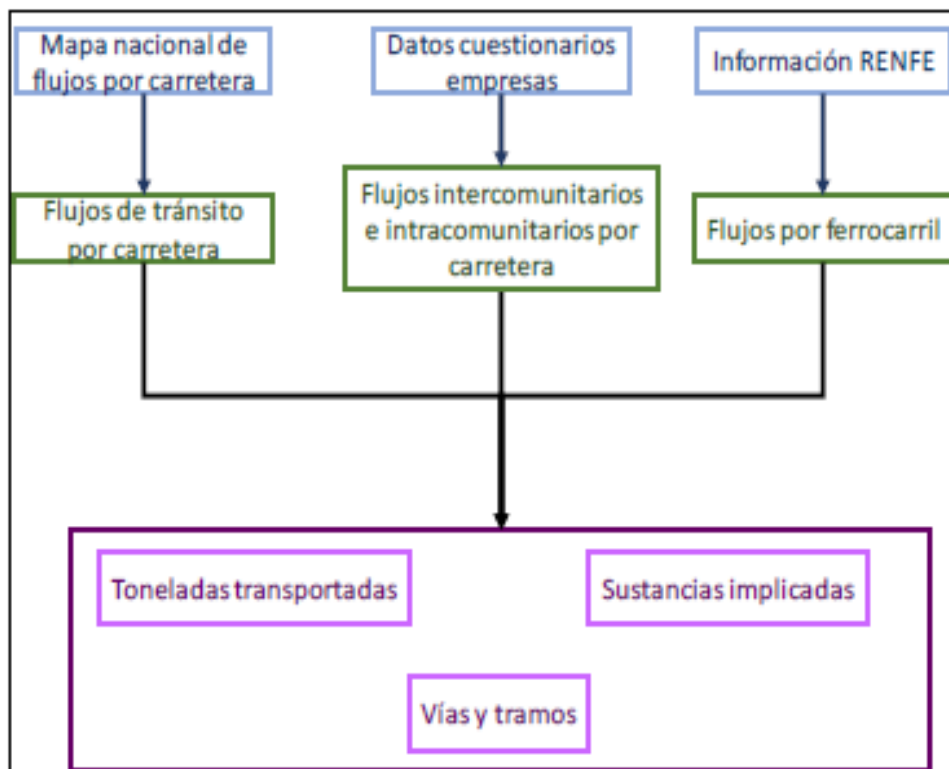 Mapa nacional de
flujos por carretera
Datos cuestionarios
empresas
Información RENFE
Flujos de tránsito
por carretera
Flujos intercomunitarios
e intracomunitarios por
carretera
Flujos por ferrocarril
Toneladas transportadas
Sustancias implicadas
Vías y tramos